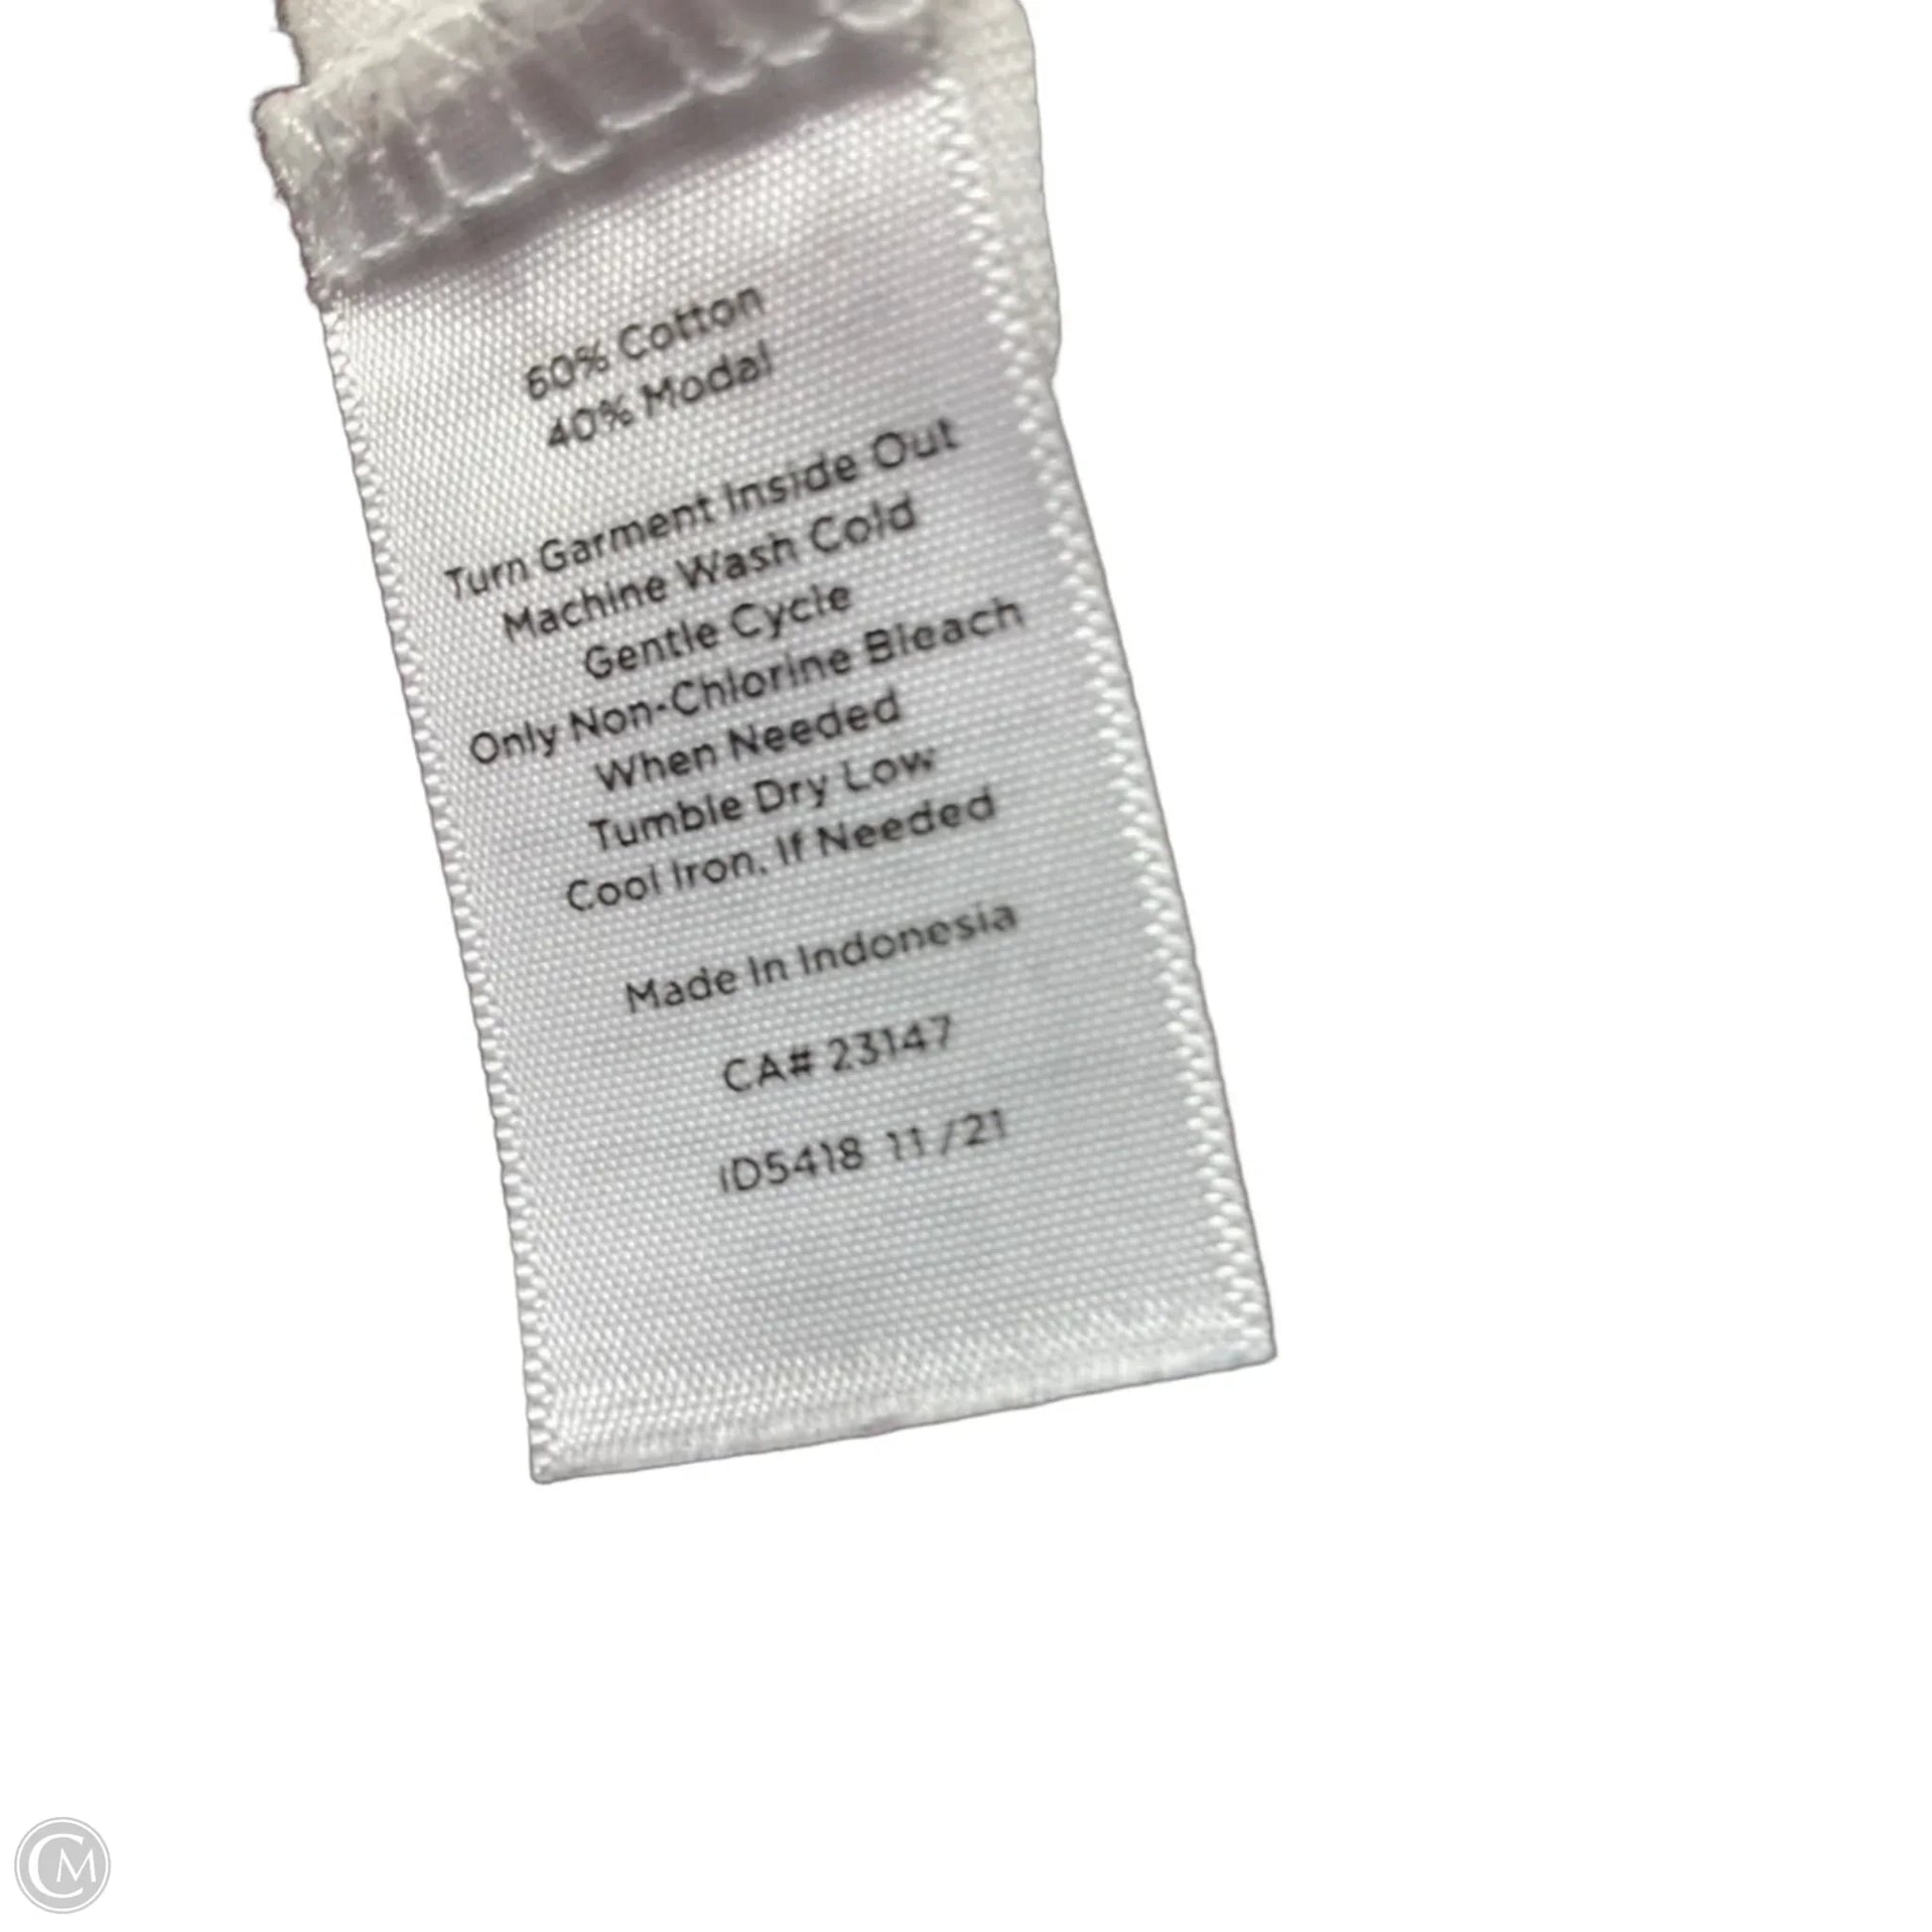 60% Cotton
40% Modal
Turn Garment Inside Out
Machine Wash Cold
Gentle Cycle
Only Non-Chlorine Bleach
When Needed
Tumble Dry Low
Cool Iron, If Needed
Made In Indonesia
CA# 23147
ID5418 11 /21
CM